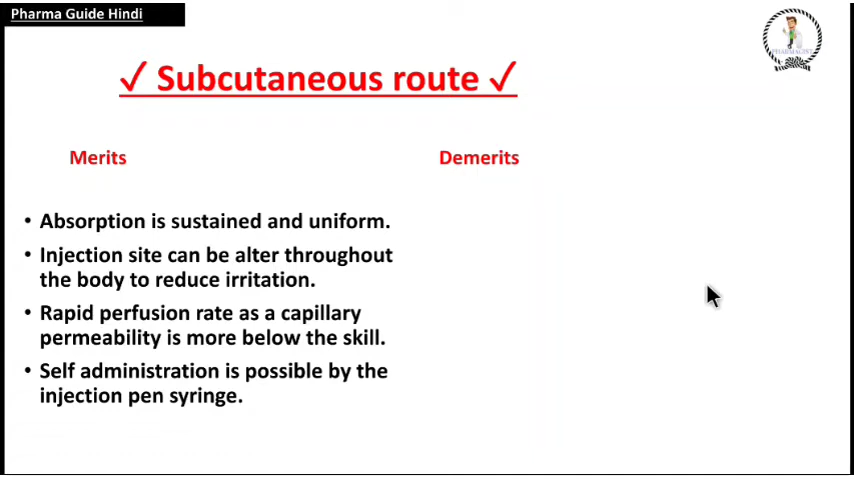 Pharma Guide Hindi
✓ Subcutaneous route ✓
Merits
Demerits
• Absorption is sustained and uniform.
• Injection site can be alter throughout
the body to reduce irritation.
• Rapid perfusion rate as a capillary
permeability is more below the skill.
• Self administration is possible by the
injection pen syringe.
PHARMACIST